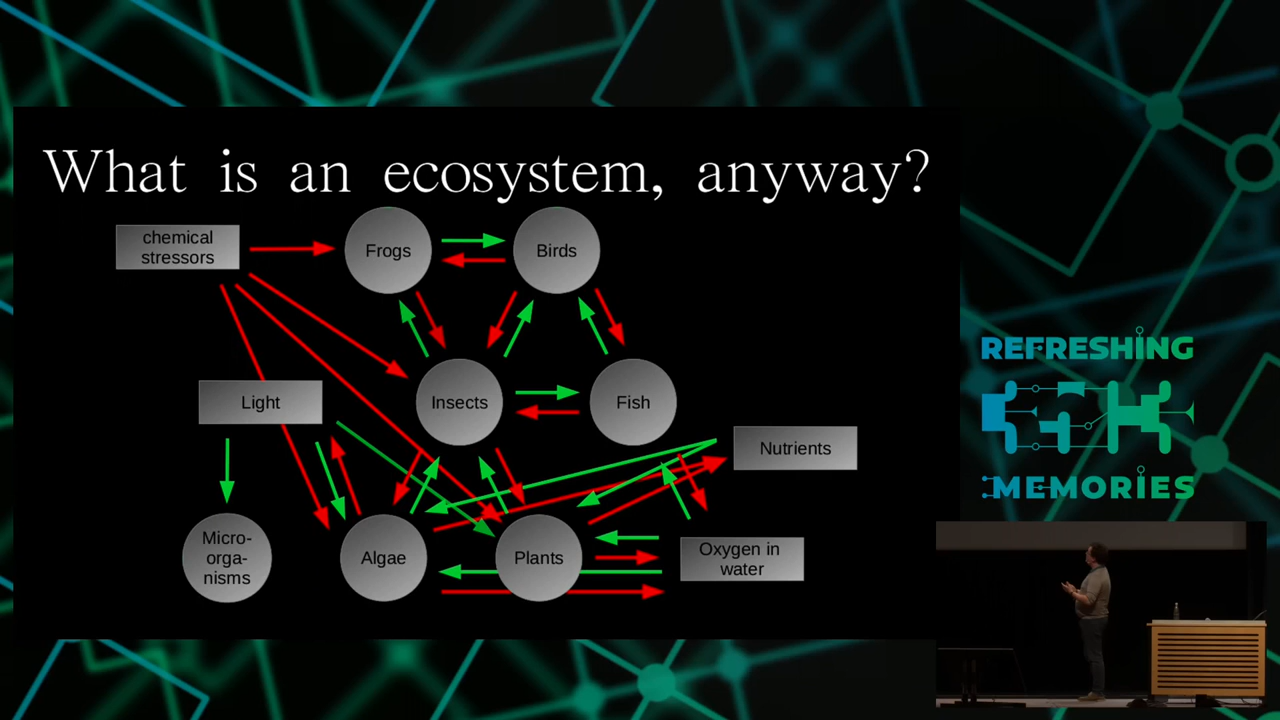 What is an ecosystem, anyway?
chemical
stressors
Frogs
Birds
Light
Insects
Fish
Nutrients
Micro-
orga-
nisms
Algae
Plants
Oxygen in
water
REFRESHING
MEMORIES